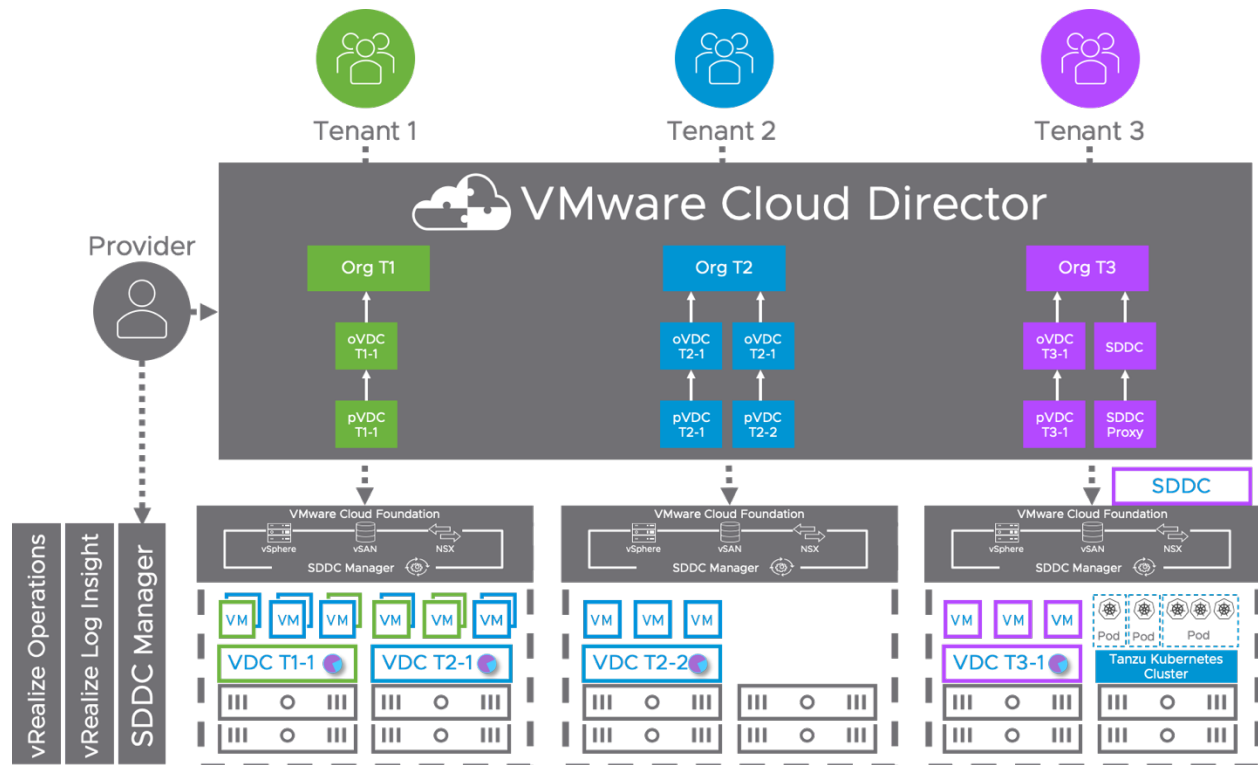 Tenant 1
Tenant 2
Tenant 3
VMware Cloud Director
Provider
Org T1
Org T2
Org T3
oVDC
T1-1
oVDC
T2-1
oVDC
T2-1
oVDC
T3-1
SDDC
pVDC
T1-1
pVDC
T2-1
pVDC
T2-2
pVDC
T3-1
SDDC
Proxy
SDDC
vRealize Operations
vRealize Log Insight
SDDC Manager
VMware Cloud Foundation
vSphere
vSAN
NSX
SDDC Manager
VM
VM
VM
VM
VM
VM
VDC T1-1
VDC T2-1
VMware Cloud Foundation
vSphere
vSAN
NSX
SDDC Manager
VM
VM
VM
VDC T2-2
VMware Cloud Foundation
vSphere
vSAN
NSX
SDDC Manager
VM
VM
VM
Pod
Pod
Pod
VDC T3-1
Tanzu Kubernetes
Cluster